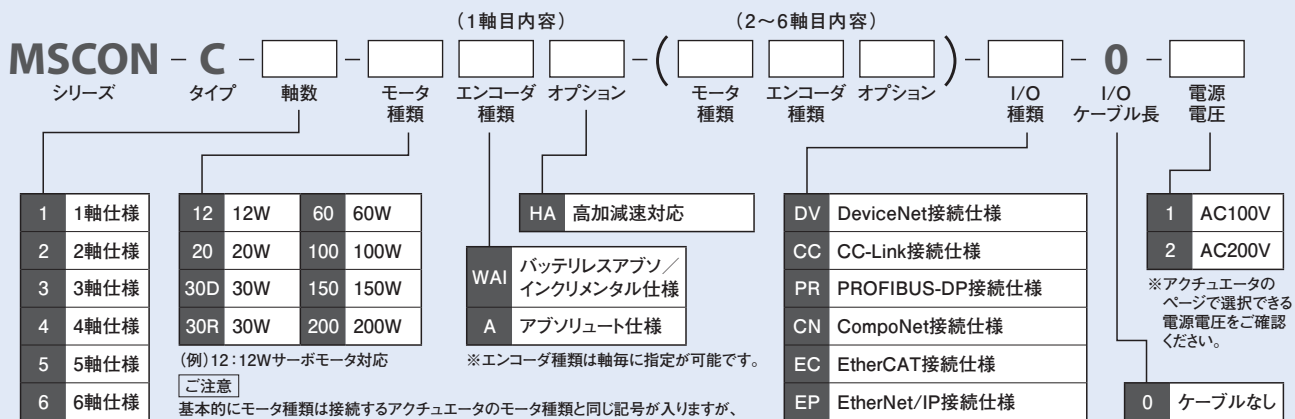 （1軸目内容） （2～6軸目内容）
MSCON － C － － － （ ）－ － 0 －
シリーズ タイプ 軸数 モータ種類 エンコーダ種類 オプション モータ種類 エンコーダ種類 オプション I/O種類 I/Oケーブル長 電源電圧
1 1軸仕様
2 2軸仕様
3 3軸仕様
4 4軸仕様
5 5軸仕様
6 6軸仕様
12 12W 60 60W
20 20W 100 100W
30D 30W 150 150W
30R 30W 200 200W
(例)12：12Wサーボモータ対応
ご注意
基本的にモータ種類は接続するアクチュエータのモータ種類と同じ記号が入りますが、
HA 高加減速対応
WAI バッテリレスアブソ／
インクリメンタル仕様
A アブソリュート仕様
※エンコーダ種類は軸毎に指定が可能です。
DV DeviceNet接続仕様
CC CC-Link接続仕様
PR PROFIBUS-DP接続仕様
CN CompoNet接続仕様
EC EtherCAT接続仕様
EP EtherNet/IP接続仕様
1 AC100V
2 AC200V
※アクチュエータの
ページで選択できる
電源電圧をご確認
ください。
0 ケーブルなし